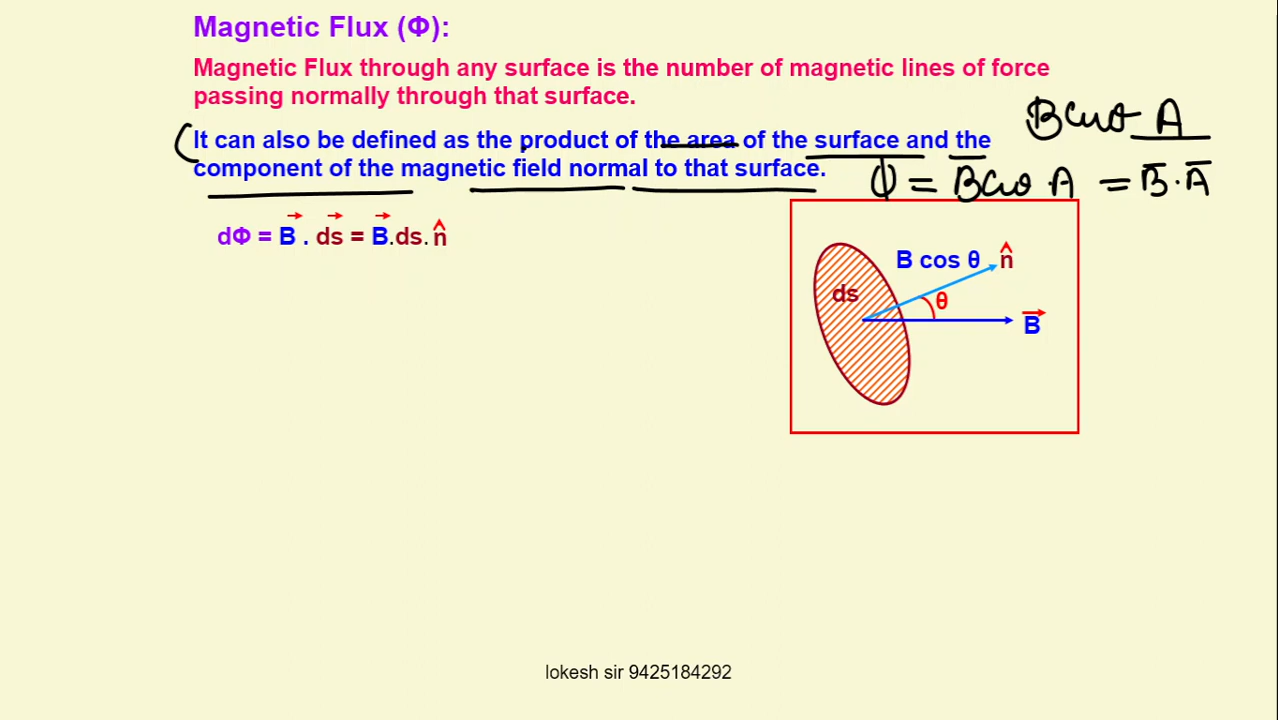 Magnetic Flux (Φ):
Magnetic Flux through any surface is the number of magnetic lines of force
passing normally through that surface.
It can also be defined as the product of the area of the surface and the
component of the magnetic field normal to that surface.
B cosθ A
Φ = B cosθ . A = B̅ . A̅
dΦ = B⃗ . ds⃗ = B⃗.ds.n̂
B cos θ n̂
ds
θ
B⃗
lokesh sir 9425184292